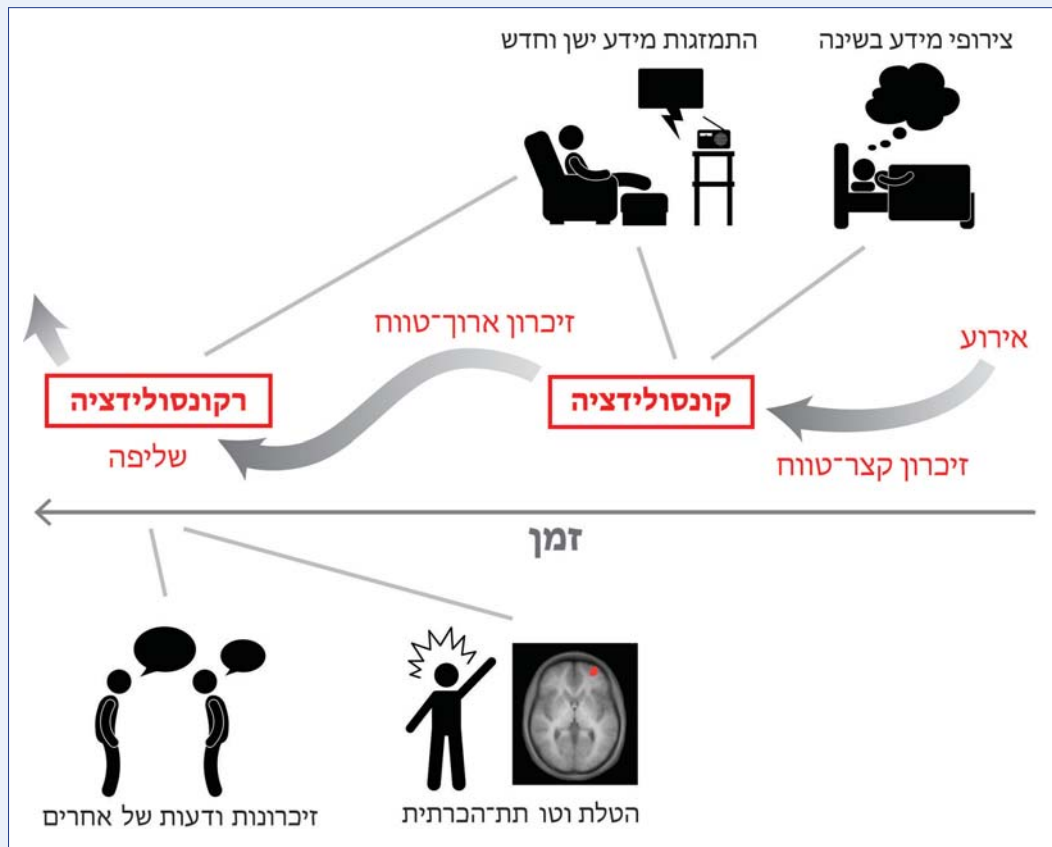 צירופי מידע בשינה
התמזגות מידע ישן וחדש
אירוע
זיכרון ארוך־טווח
קונסולידציה
רקונסולידציה
זיכרון קצר־טווח
שליפה
זמן
הטלת וטו תת־הכרתית
זיכרונות ודעות של אחרים